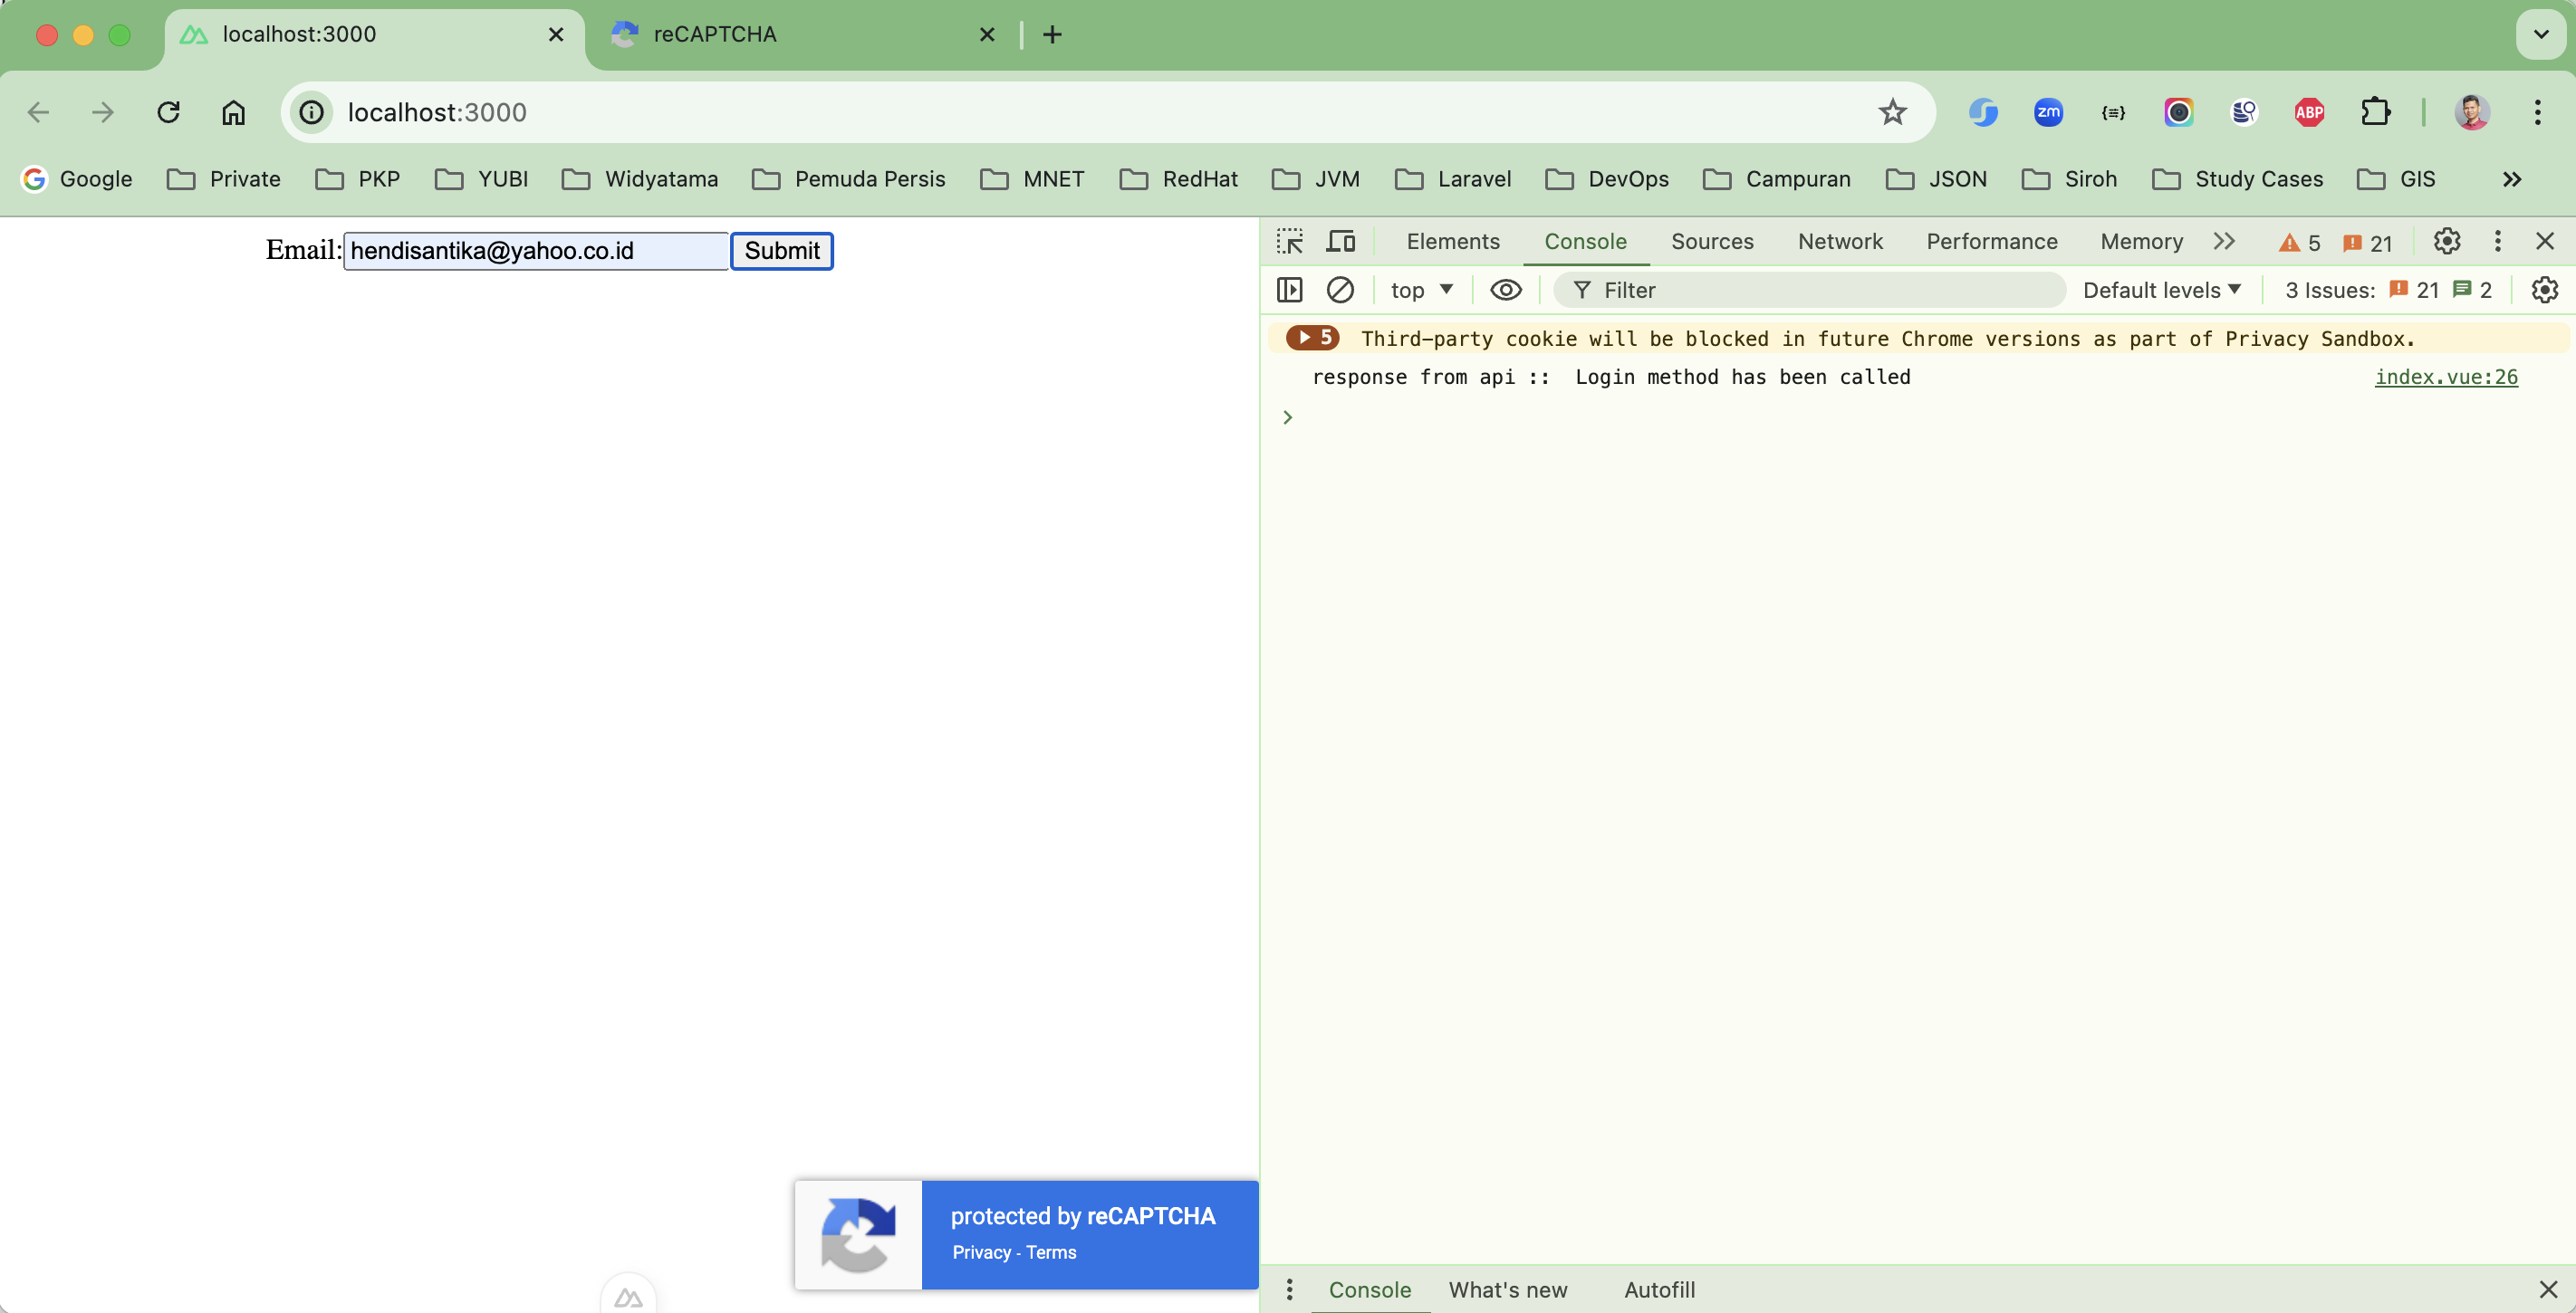 localhost:3000 reCAPTCHA
localhost:3000 zm ABP
Google Private PKP YUBI Widyatama Pemuda Persis MNET RedHat JVM Laravel DevOps Campuran JSON Siroh Study Cases GIS
Email: hendisantika@yahoo.co.id Submit
Elements Console Sources Network Performance Memory 5 21
top Filter Default levels 3 Issues: 21 2
5 Third-party cookie will be blocked in future Chrome versions as part of Privacy Sandbox.
response from api :: Login method has been called index.vue:26
protected by reCAPTCHA
Privacy - Terms
Console What's new Autofill